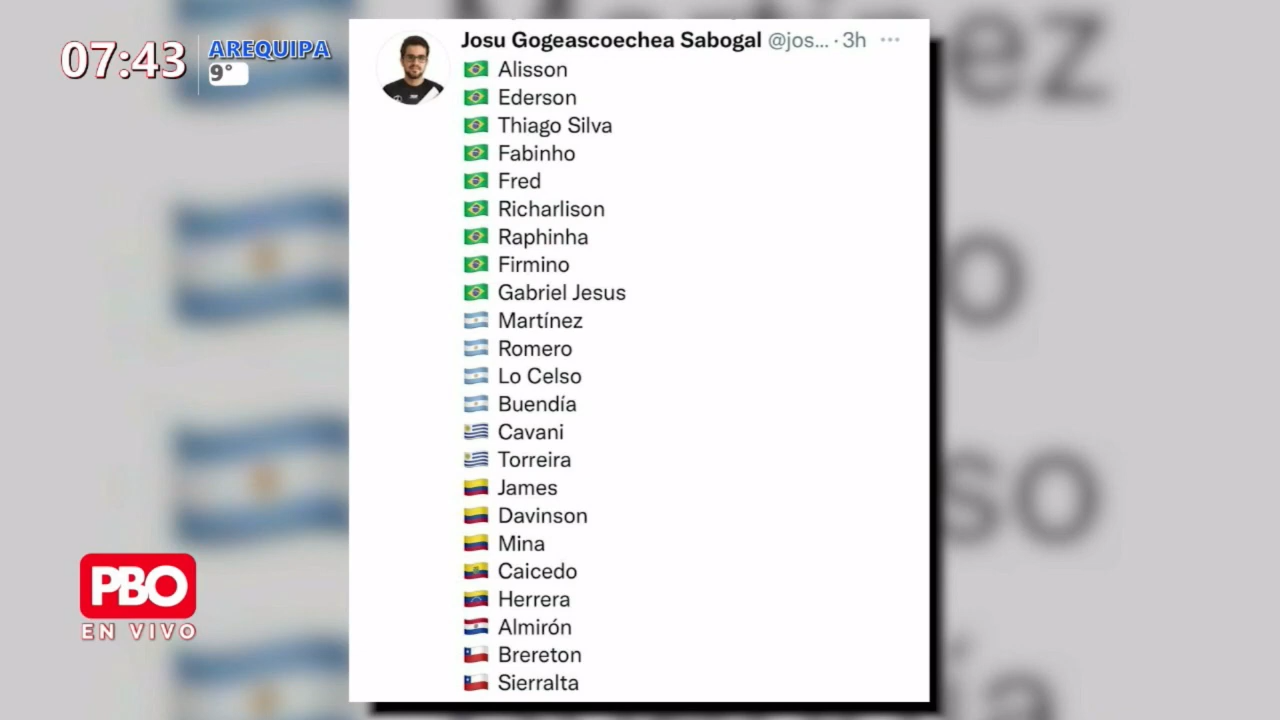 07:43
AREQUIPA
9°
Josu Gogeascoechea Sabogal @jos... · 3h ...
Alisson
Ederson
Thiago Silva
Fabinho
Fred
Richarlison
Raphinha
Firmino
Gabriel Jesus
Martínez
Romero
Lo Celso
Buendía
Cavani
Torreira
James
Davinson
Mina
Caicedo
Herrera
Almirón
Brereton
Sierralta
PBO
EN VIVO